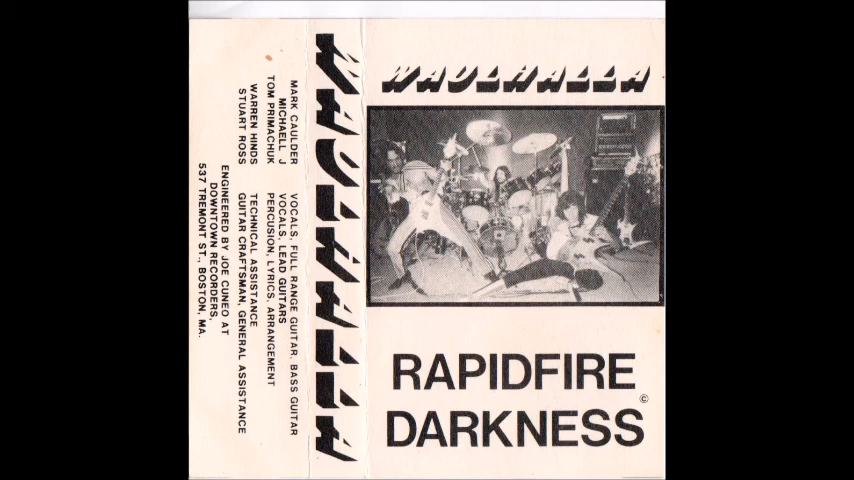 WAULHALLA
RAPIDFIRE
DARKNESS ©
WAULHALLA
MARK CAULDER VOCALS, FULL RANGE GUITAR, BASS GUITAR
MICHAELL J VOCALS, LEAD GUITARS
TOM PRIMACHUK PERCUSION, LYRICS, ARRANGEMENT
WARREN HINDS TECHNICAL ASSISTANCE
STUART ROSS GUITAR CRAFTSMAN, GENERAL ASSISTANCE
ENGINEERED BY JOE CUNEO AT
DOWNTOWN RECORDERS,
537 TREMONT ST., BOSTON, MA.